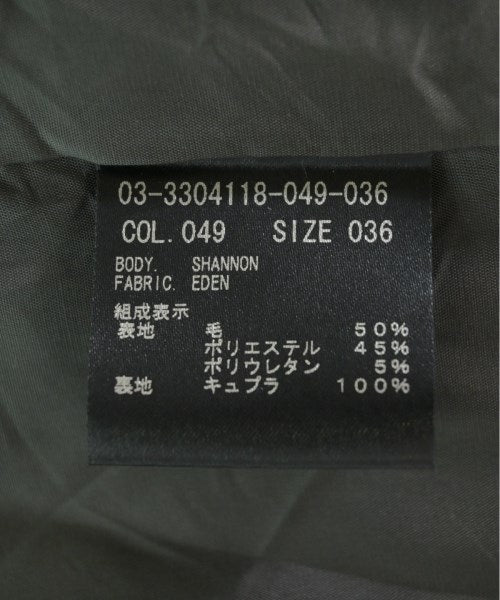 03-3304118-049-036
COL. 049 SIZE 036
BODY. SHANNON
FABRIC. EDEN
組成表示
表地 毛 50%
ポリエステル 45%
ポリウレタン 5%
裏地 キュプラ 100%